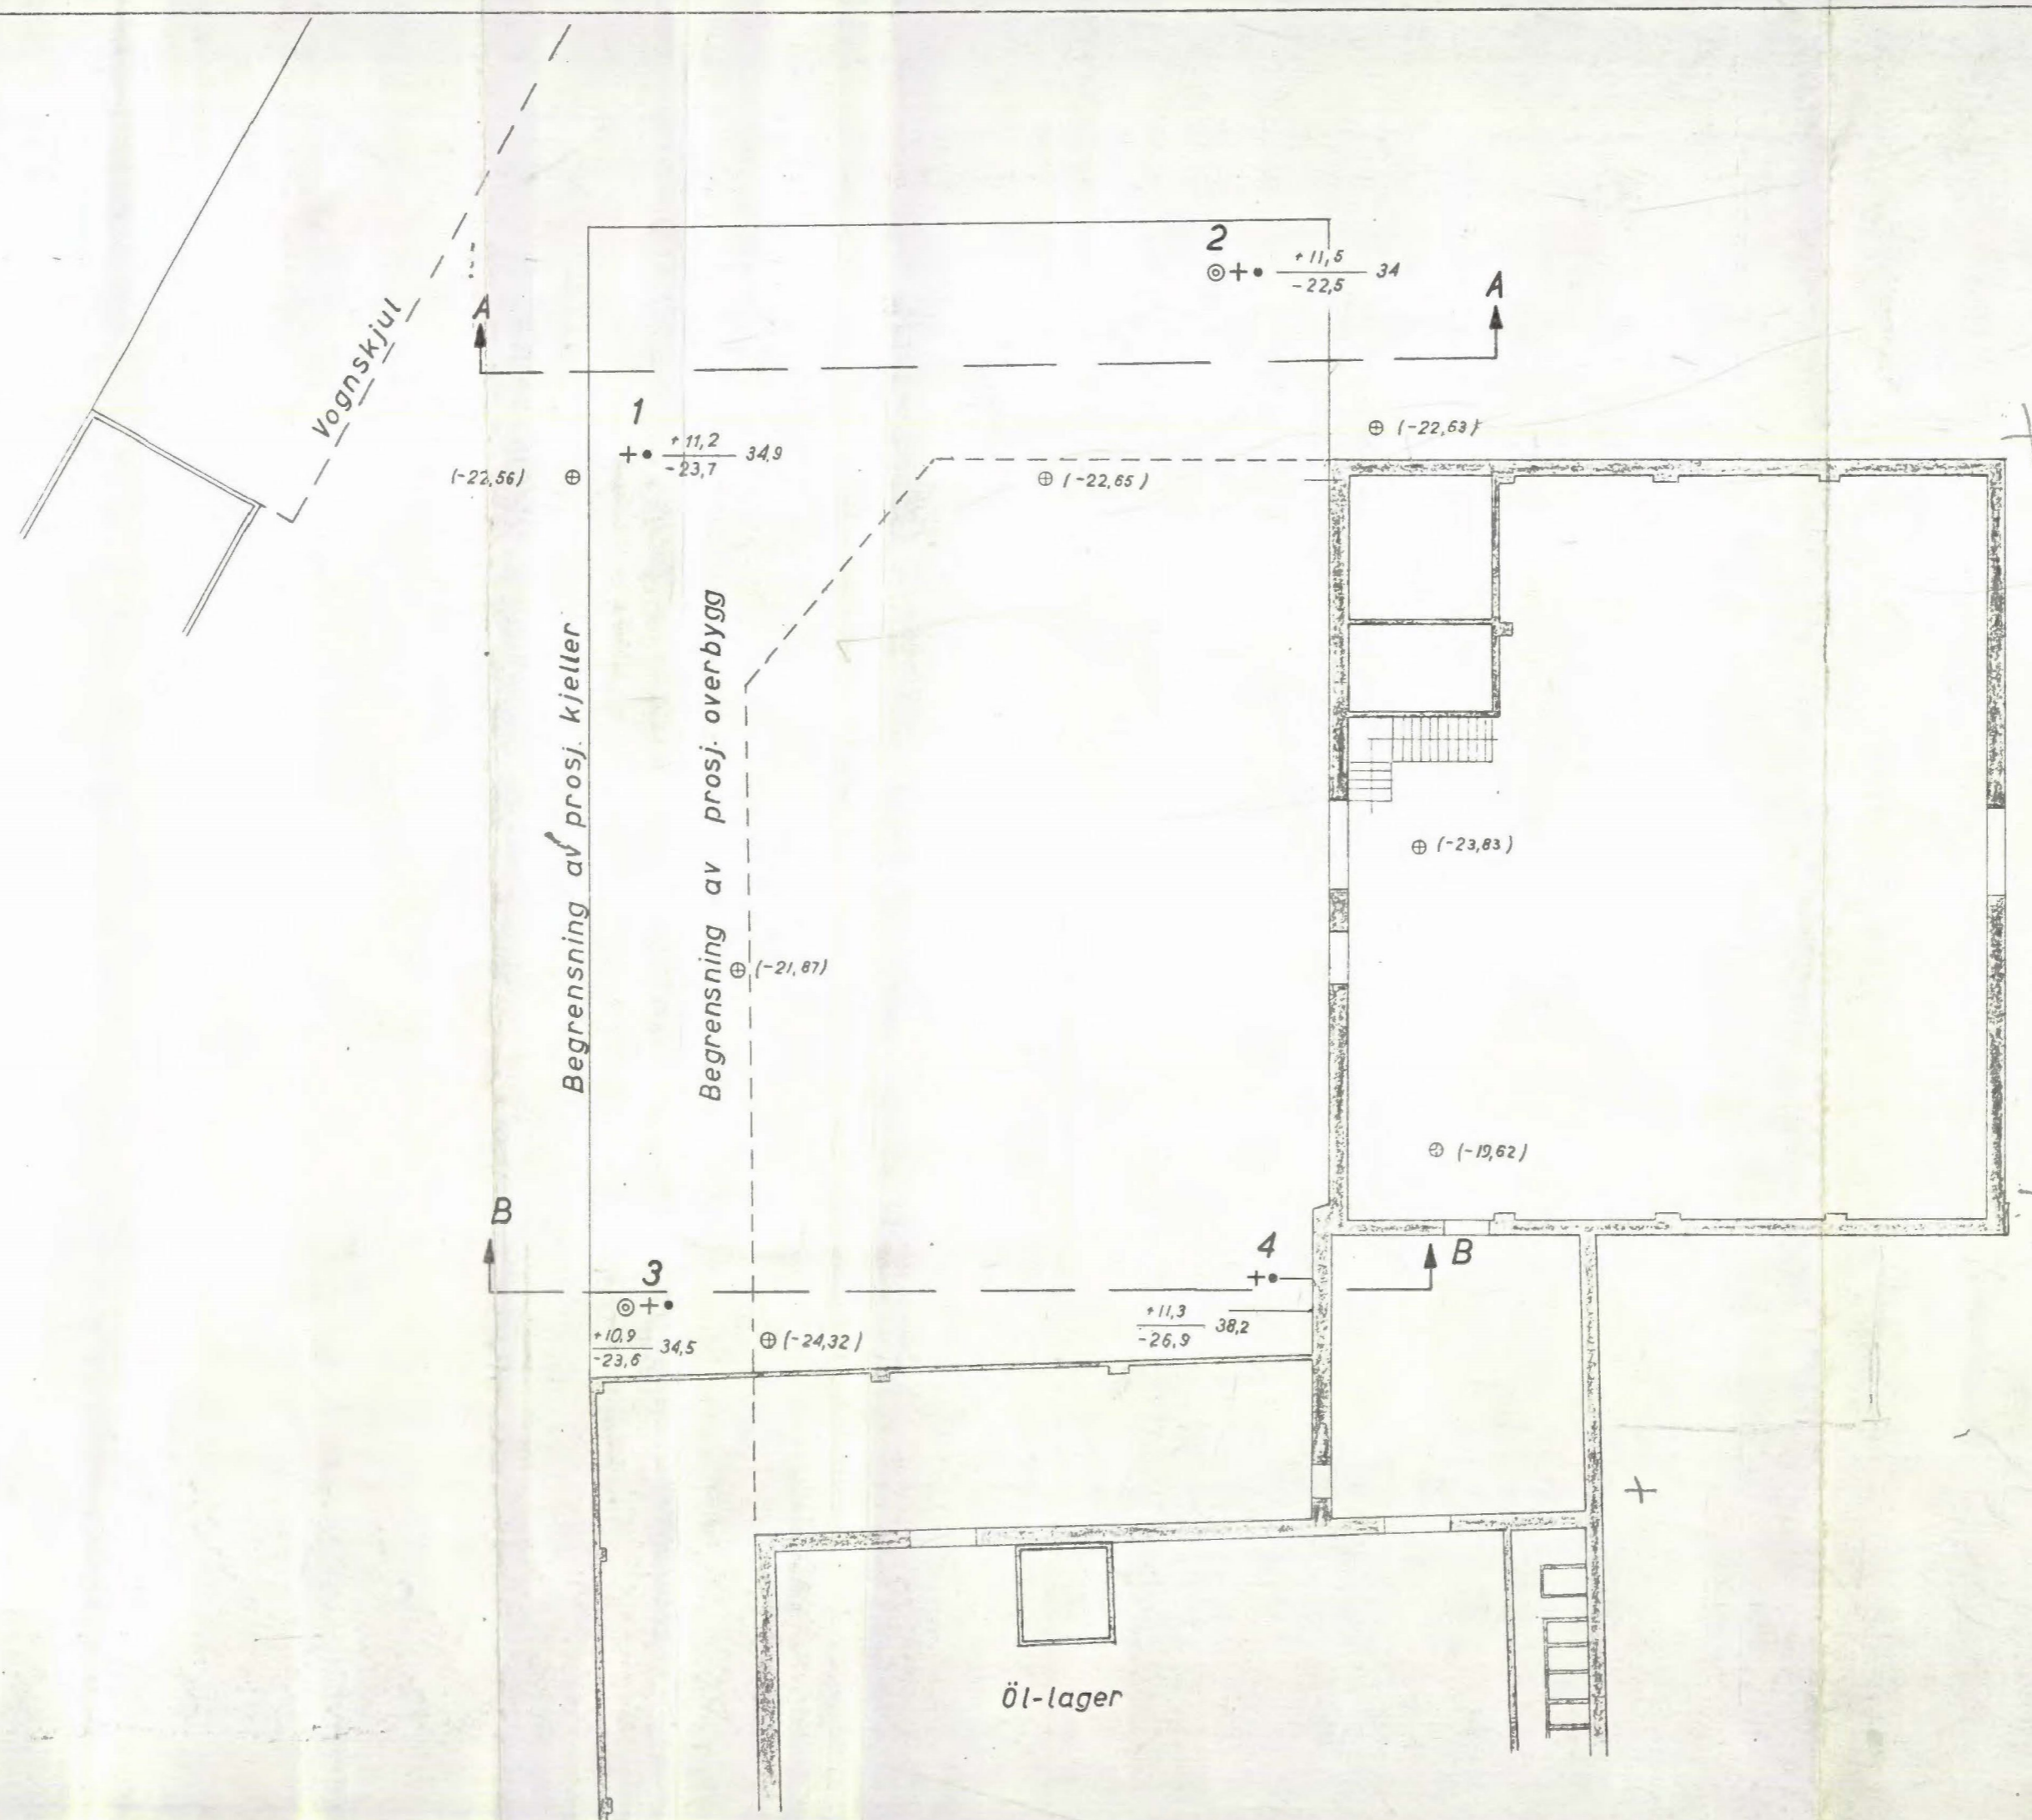 2
+11,5
-22,5
34
A
A
Vognskjul
1
+11,2
-23,7
34,9
(-22,63)
(-22,56)
(-22,65)
Begrensning av prosj. kjeller
Begrensning av prosj. overbygg
(-23,83)
(-21,87)
(-19,62)
B
B
3
4
+10,9
-23,6
34,5
(-24,32)
+11,3
-26,9
38,2
Öl-lager